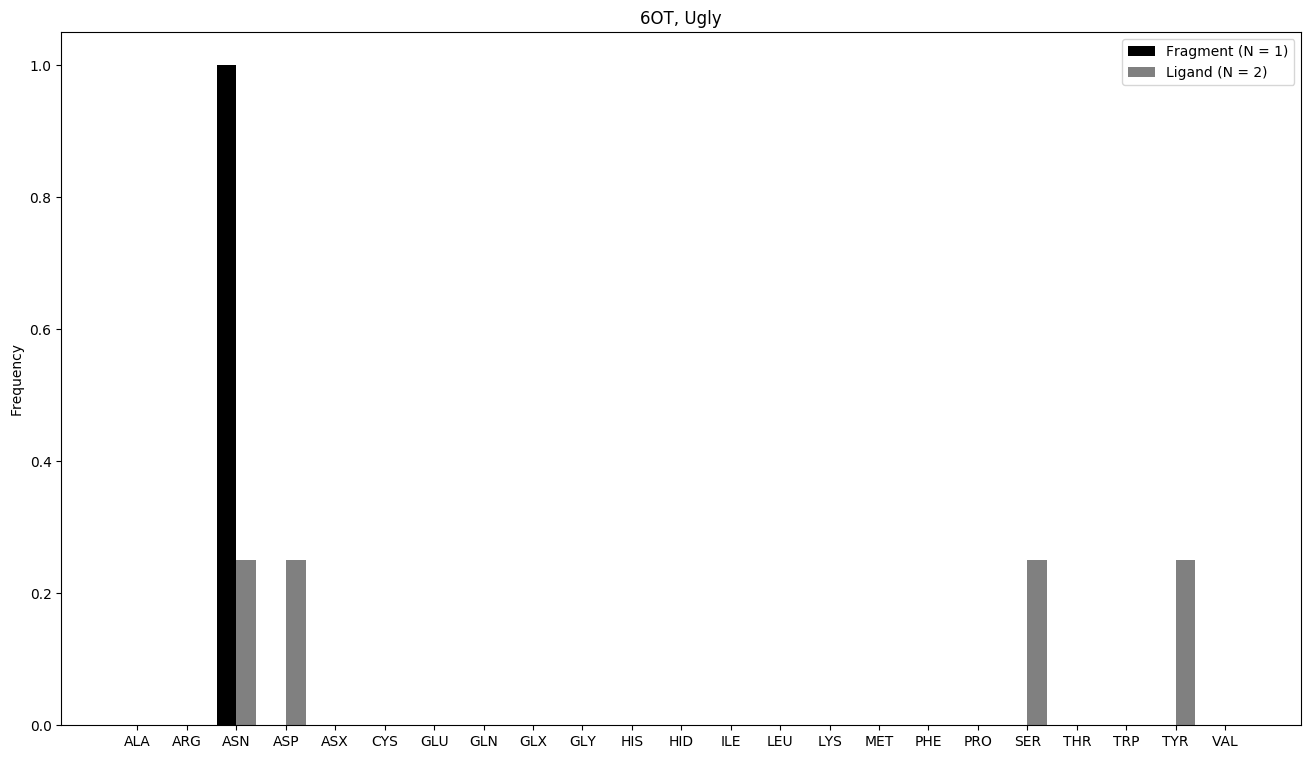 6OT, Ugly
Fragment (N = 1)
Ligand (N = 2)
Frequency
1.0
0.8
0.6
0.4
0.2
0.0
ALA ARG ASN ASP ASX CYS GLU GLN GLX GLY HIS HID ILE LEU LYS MET PHE PRO SER THR TRP TYR VAL